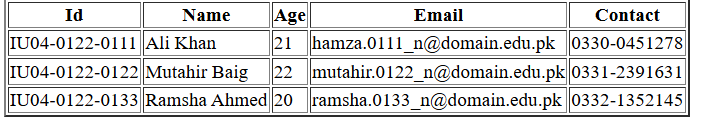 Id Name Age Email Contact
IU04-0122-0111 Ali Khan 21 hamza.0111_n@domain.edu.pk 0330-0451278
IU04-0122-0122 Mutahir Baig 22 mutahir.0122_n@domain.edu.pk 0331-2391631
IU04-0122-0133 Ramsha Ahmed 20 ramsha.0133_n@domain.edu.pk 0332-1352145